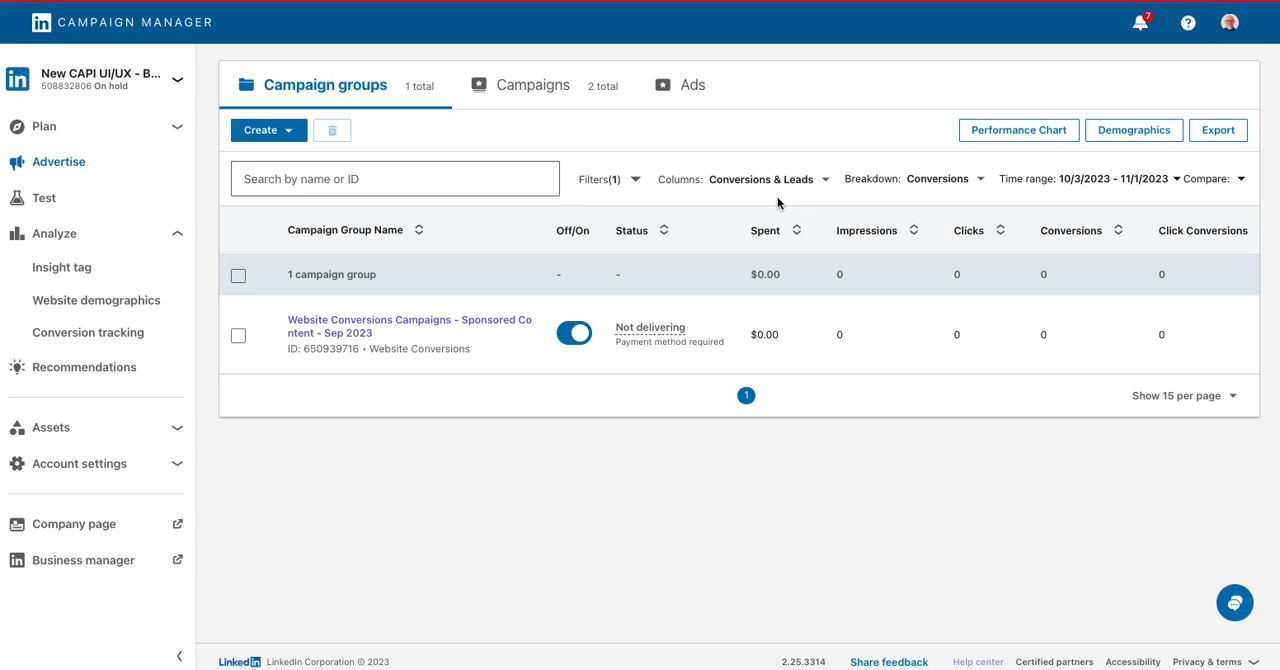 in CAMPAIGN MANAGER
7
?
in New CAPI UI/UX - B...
508832806 On hold
Plan
Advertise
Test
Analyze
Insight tag
Website demographics
Conversion tracking
Recommendations
Assets
Account settings
Company page
in Business manager
Campaign groups 1 total
Campaigns 2 total
Ads
Create
Performance Chart
Demographics
Export
Search by name or ID
Filters(1)
Columns: Conversions & Leads
Breakdown: Conversions
Time range: 10/3/2023 - 11/1/2023
Compare:
Campaign Group Name Off/On Status Spent Impressions Clicks Conversions Click Conversions
1 campaign group - - $0.00 0 0 0 0
Website Conversions Campaigns - Sponsored Co
ntent - Sep 2023
ID: 650939716 • Website Conversions
Not delivering
Payment method required
$0.00 0 0 0 0
1
Show 15 per page
LinkedIn LinkedIn Corporation © 2023
2.25.3314
Share feedback
Help center
Certified partners
Accessibility
Privacy & terms